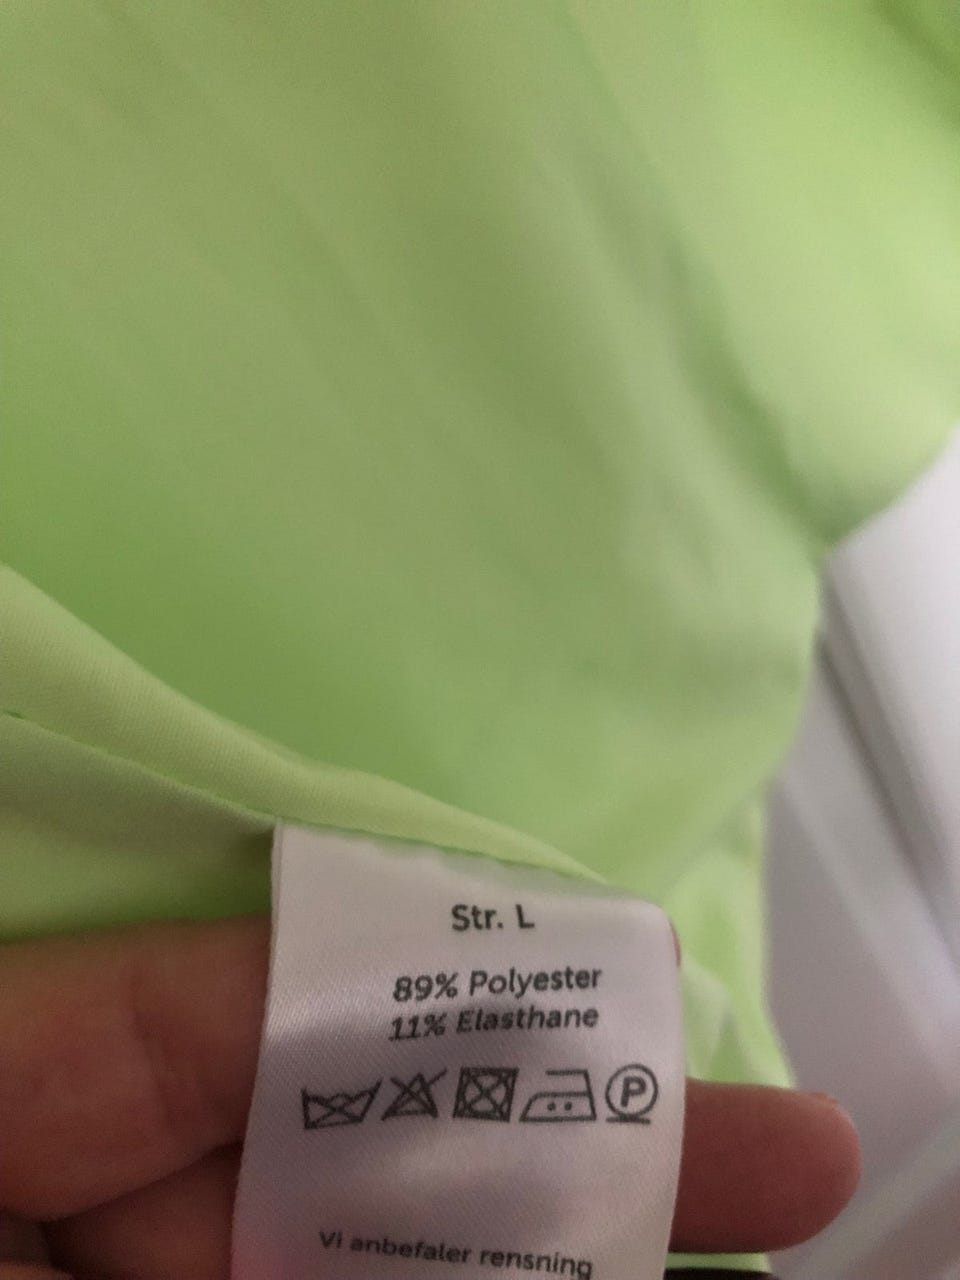 Str. L
89% Polyester
11% Elasthane
P
Vi anbefaler rensning